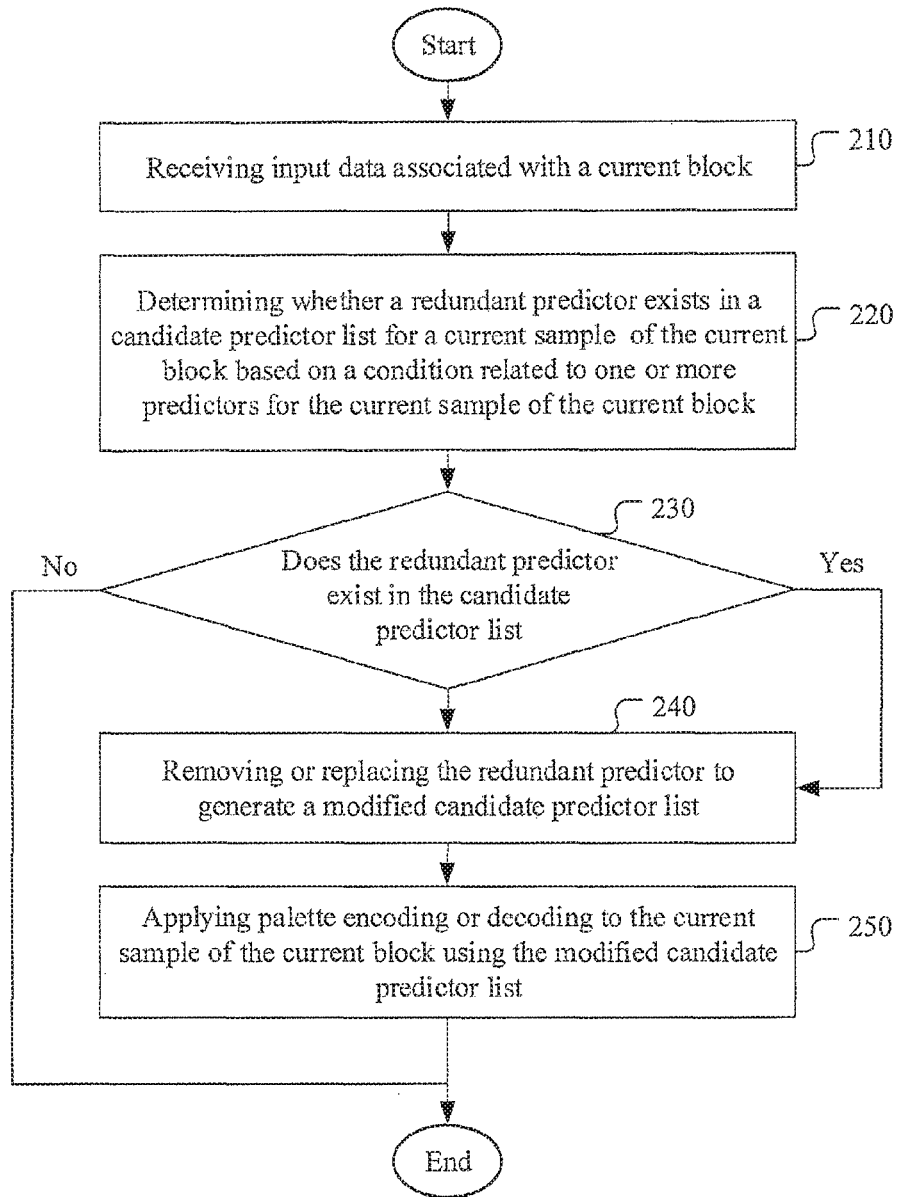 Start
210
Receiving input data associated with a current block
Determining whether a redundant predictor exists in a
candidate predictor list for a current sample of the current
block based on a condition related to one or more
predictors for the current sample of the current block
220
230
No
Does the redundant predictor
exist in the candidate
predictor list
Yes
240
Removing or replacing the redundant predictor to
generate a modified candidate predictor list
Applying palette encoding or decoding to the current
sample of the current block using the modified candidate
predictor list
250
End